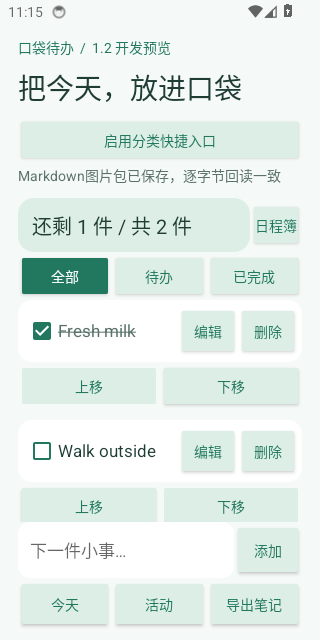 11:15
口袋待办 / 1.2 开发预览
把今天，放进口袋
启用分类快捷入口
Markdown图片包已保存，逐字节回读一致
还剩 1 件 / 共 2 件
日程簿
全部 待办 已完成
Fresh milk 编辑 删除
上移 下移
Walk outside 编辑 删除
上移 下移
下一件小事… 添加
今天 活动 导出笔记